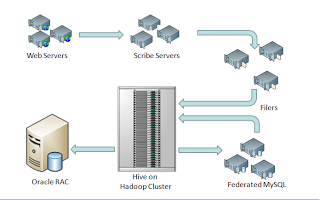 Web Servers
Scribe Servers
Filers
Hive on
Hadoop Cluster
Oracle RAC
Federated MySQL